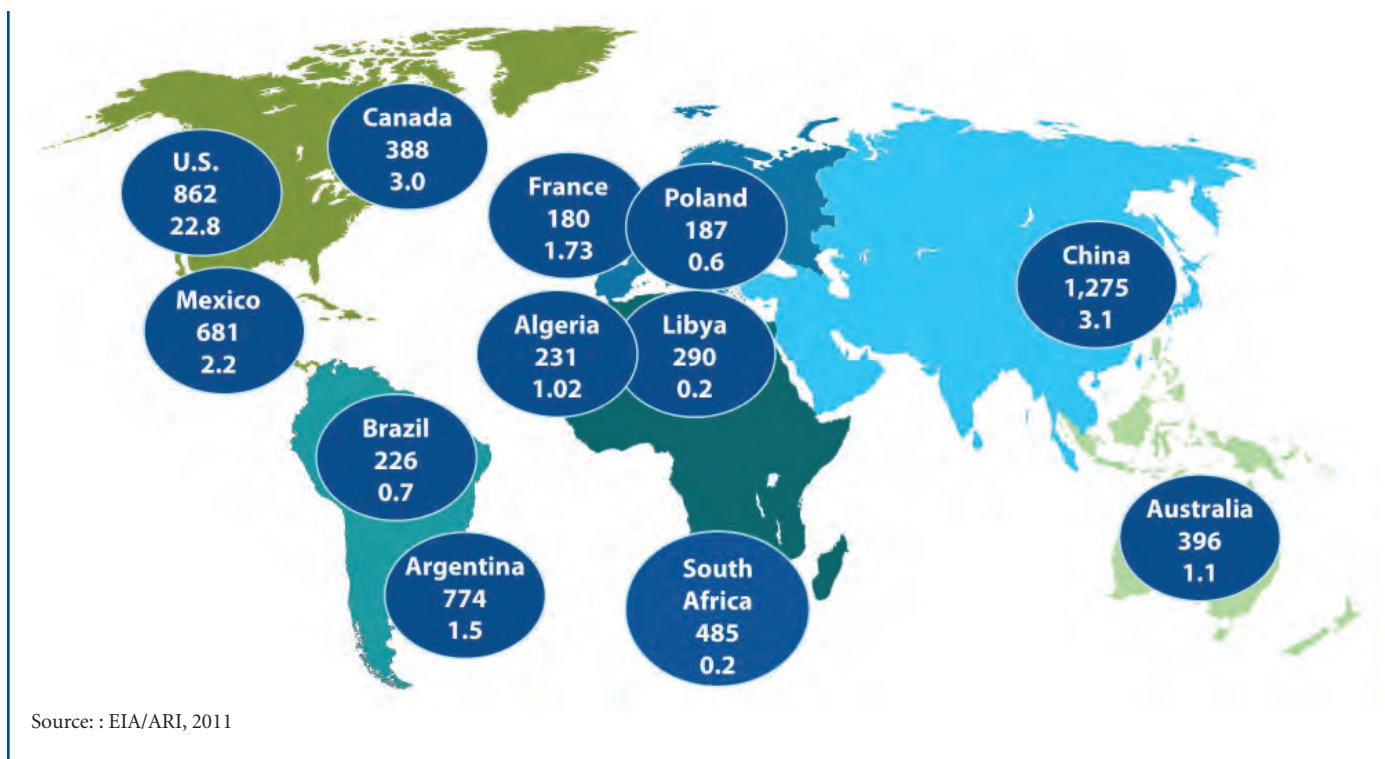 Canada
388
3.0
U.S.
862
22.8
France
180
1.73
Poland
187
0.6
China
1,275
3.1
Mexico
681
2.2
Algeria
231
1.02
Libya
290
0.2
Brazil
226
0.7
Australia
396
1.1
Argentina
774
1.5
South
Africa
485
0.2
Source: : EIA/ARI, 2011